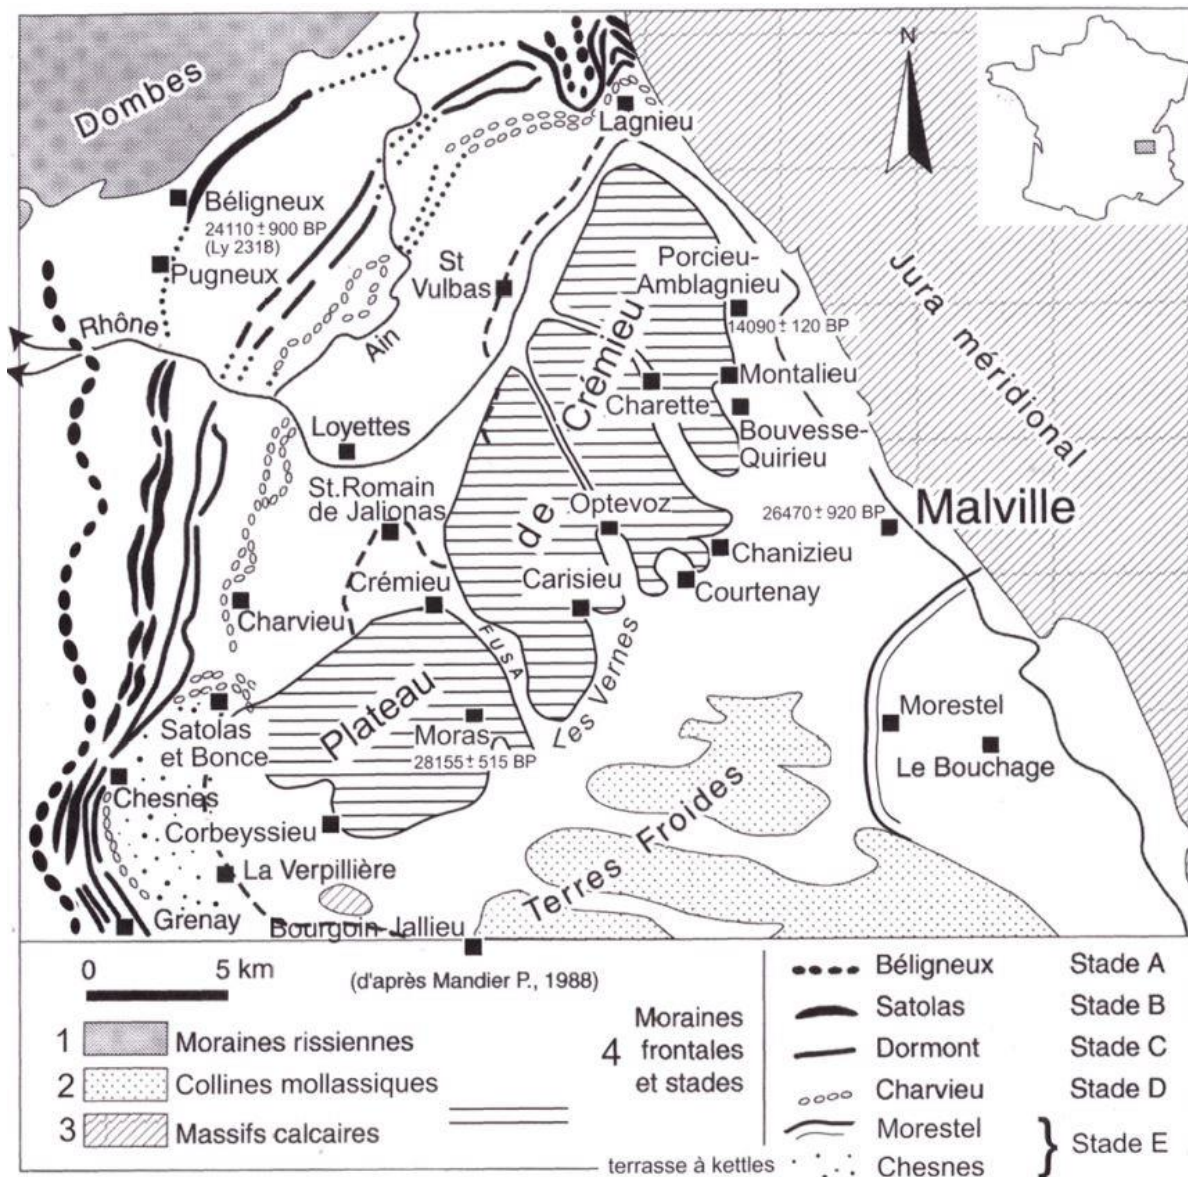 N
Dombes
Lagnieu
Béligneux
24110 ± 900 BP
(Ly 2318)
Pugneux
St
Vulbas
Porcieu-
Amblagnieu
14090 ± 120 BP
Jura méridional
Rhône
Ain
Montalieu
Charette
Bouvesse-
Quirieu
Loyettes
St.Romain
de Jalionas
Optevoz
26470 ± 920 BP
Malville
Chanizieu
Crémieu
Carisieu
Courtenay
Charvieu
FUSA
Les Vernes
Plateau de Crémieu
Satolas
et Bonce
Moras
28155 ± 515 BP
Morestel
Le Bouchage
Chesnes
Corbeyssieu
La Verpillière
Terres Froides
Grenay
Bourgoin-Jallieu
0 5 km
(d'après Mandier P., 1988)
1 Moraines rissiennes
2 Collines mollassiques
3 Massifs calcaires
4 Moraines
frontales
et stades
Béligneux Stade A
Satolas Stade B
Dormont Stade C
Charvieu Stade D
Morestel
} Stade E
terrasse à kettles Chesnes